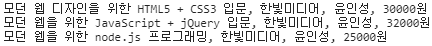 모던 웹 디자인을 위한 HTML5 + CSS3 입문, 한빛미디어, 윤인성, 30000원
모던 웹을 위한 JavaScript + jQuery 입문, 한빛미디어, 윤인성, 32000원
모던 웹을 위한 node.js 프로그래밍, 한빛미디어, 윤인성, 25000원